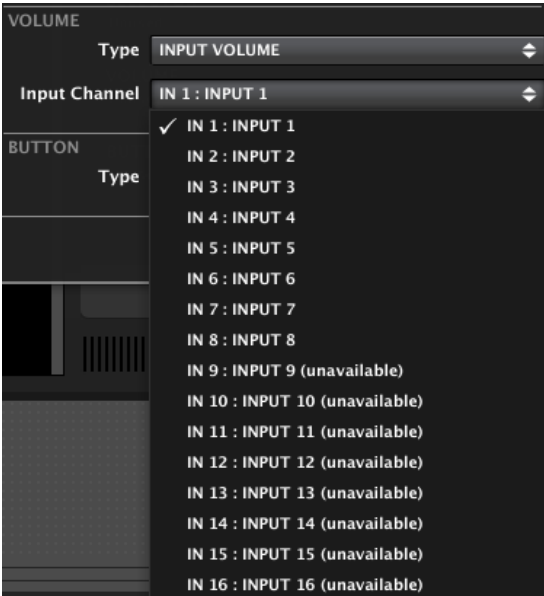 VOLUME
Type INPUT VOLUME
Input Channel IN 1 : INPUT 1
✓ IN 1 : INPUT 1
IN 2 : INPUT 2
IN 3 : INPUT 3
IN 4 : INPUT 4
IN 5 : INPUT 5
IN 6 : INPUT 6
IN 7 : INPUT 7
IN 8 : INPUT 8
IN 9 : INPUT 9 (unavailable)
IN 10 : INPUT 10 (unavailable)
IN 11 : INPUT 11 (unavailable)
IN 12 : INPUT 12 (unavailable)
IN 13 : INPUT 13 (unavailable)
IN 14 : INPUT 14 (unavailable)
IN 15 : INPUT 15 (unavailable)
IN 16 : INPUT 16 (unavailable)
BUTTON
Type